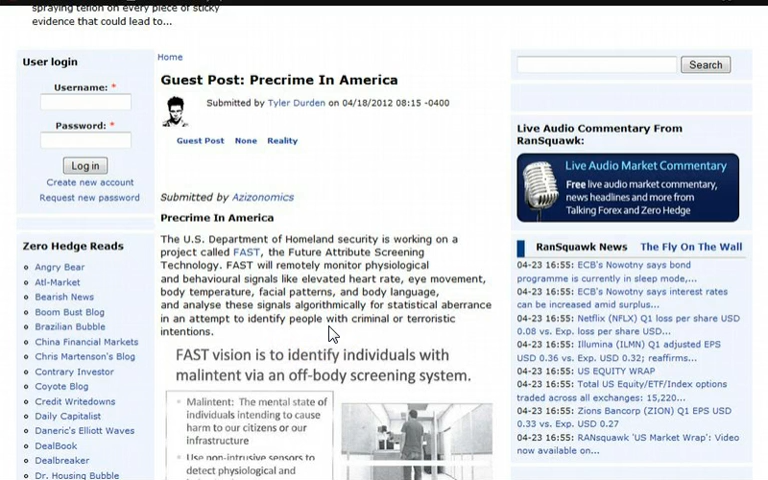 spraying teflon on every piece of sticky
evidence that could lead to...
User login
Username: *
Password: *
Log in
Create new account
Request new password
Zero Hedge Reads
Angry Bear
Atl-Market
Bearish News
Boom Bust Blog
Brazilian Bubble
China Financial Markets
Chris Martenson's Blog
Contrary Investor
Coyote Blog
Credit Writedowns
Daily Capitalist
Daneric's Elliott Waves
DealBook
Dealbreaker
Dr. Housing Bubble
Home
Guest Post: Precrime In America
Submitted by Tyler Durden on 04/18/2012 08:15 -0400
Guest Post None Reality
Submitted by Azizonomics
Precrime In America
The U.S. Department of Homeland security is working on a
project called FAST, the Future Attribute Screening
Technology. FAST will remotely monitor physiological
and behavioural signals like elevated heart rate, eye movement,
body temperature, facial patterns, and body language,
and analyse these signals algorithmically for statistical aberrance
in an attempt to identify people with criminal or terroristic
intentions.
FAST vision is to identify individuals with
malintent via an off-body screening system.
Malintent: The mental state of
individuals intending to cause
harm to our citizens or our
infrastructure
Use non-intrusive sensors to
detect physiological and
Search
Live Audio Commentary From
RanSquawk:
Live Audio Market Commentary
Free live audio market commentary,
news headlines and more from
Talking Forex and Zero Hedge
RanSquawk News The Fly On The Wall
04-23 16:55: ECB's Nowotny says bond
programme is currently in sleep mode,...
04-23 16:55: ECB's Nowotny says interest rates
can be increased amid surplus...
04-23 16:55: Netflix (NFLX) Q1 loss per share USD
0.08 vs. Exp. loss per share USD...
04-23 16:55: Illumina (ILMN) Q1 adjusted EPS
USD 0.36 vs. Exp. USD 0.32; reaffirms...
04-23 16:55: US EQUITY WRAP
04-23 16:55: Total US Equity/ETF/Index options
traded across all exchanges: 15,220...
04-23 16:55: Zions Bancorp (ZION) Q1 EPS USD
0.33 vs. Exp. USD 0.27
04-23 16:55: RANsquawk 'US Market Wrap': Video
now available on...